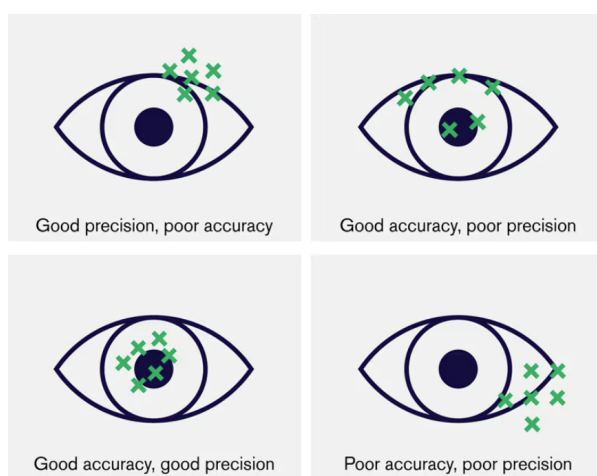 Good precision, poor accuracy
Good accuracy, poor precision
Good accuracy, good precision
Poor accuracy, poor precision